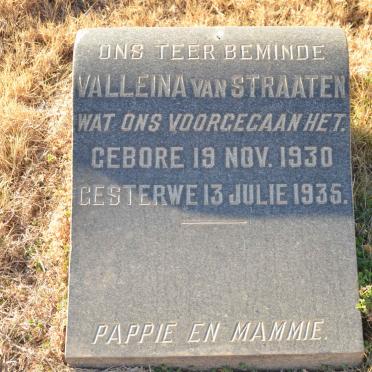 ONS TEER BEMINDE
VALLEINA VAN STRAATEN
WAT ONS VOORGEGAAN HET.
GEBORE 19 NOV. 1930
GESTERWE 13 JULIE 1935.
PAPPIE EN MAMMIE.